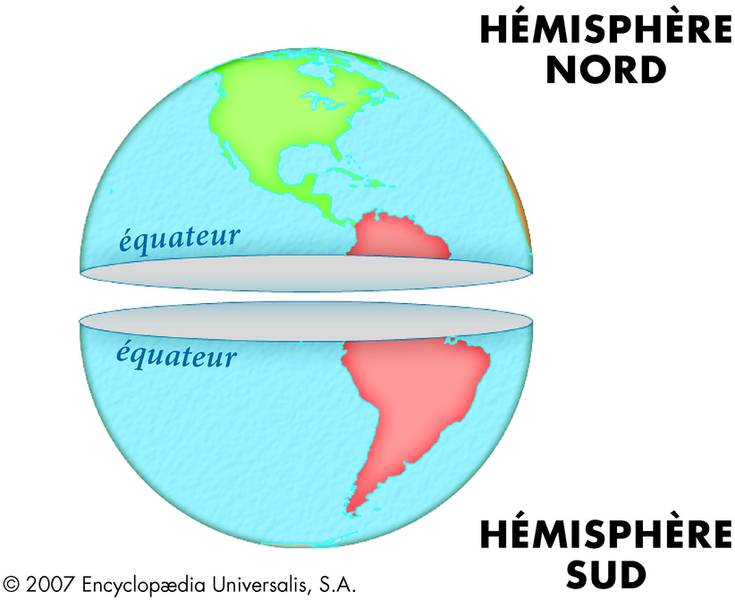 HÉMISPHÈRE
NORD
équateur
équateur
HÉMISPHÈRE
SUD
© 2007 Encyclopædia Universalis, S.A.